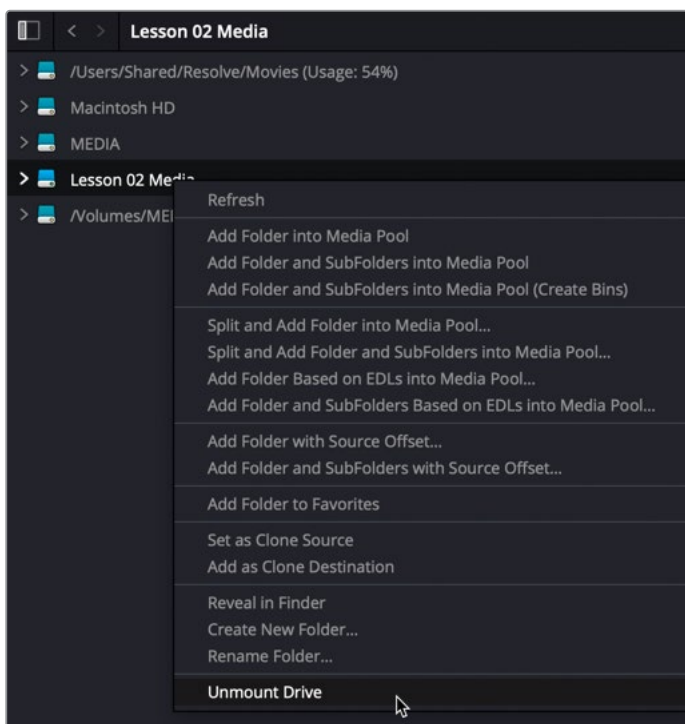 Lesson 02 Media
/Users/Shared/Resolve/Movies (Usage: 54%)
Macintosh HD
MEDIA
Lesson 02 Media
/Volumes/ME
Refresh
Add Folder into Media Pool
Add Folder and SubFolders into Media Pool
Add Folder and SubFolders into Media Pool (Create Bins)
Split and Add Folder into Media Pool...
Split and Add Folder and SubFolders into Media Pool...
Add Folder Based on EDLs into Media Pool...
Add Folder and SubFolders Based on EDLs into Media Pool...
Add Folder with Source Offset...
Add Folder and SubFolders with Source Offset...
Add Folder to Favorites
Set as Clone Source
Add as Clone Destination
Reveal in Finder
Create New Folder...
Rename Folder...
Unmount Drive